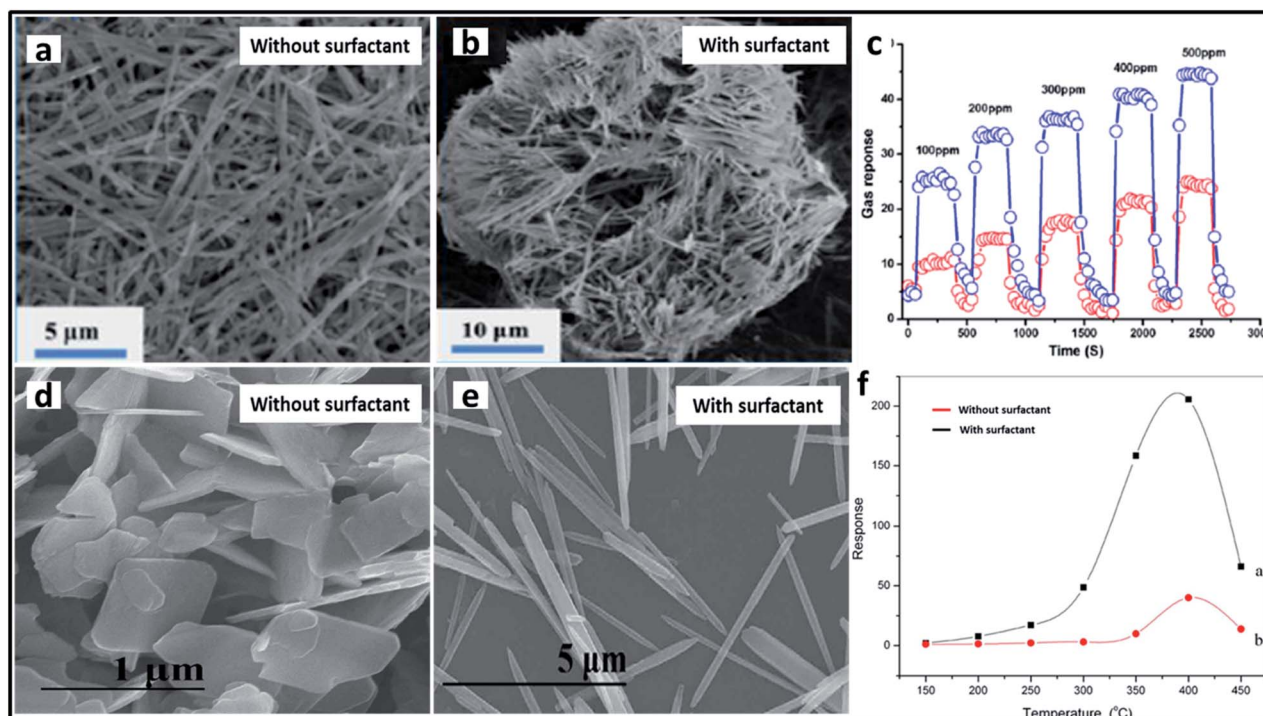 a
Without surfactant
5 μm
b
With surfactant
10 μm
c
Gas reponse
50
40
30
20
10
0
100ppm
200ppm
300ppm
400ppm
500ppm
0
500
1000
1500
2000
2500
300
Time (S)
d
Without surfactant
1 μm
e
With surfactant
5 μm
f
Without surfactant
With surfactant
Response
200
150
100
50
0
a
b
150
200
250
300
350
400
450
Temperature (°C)